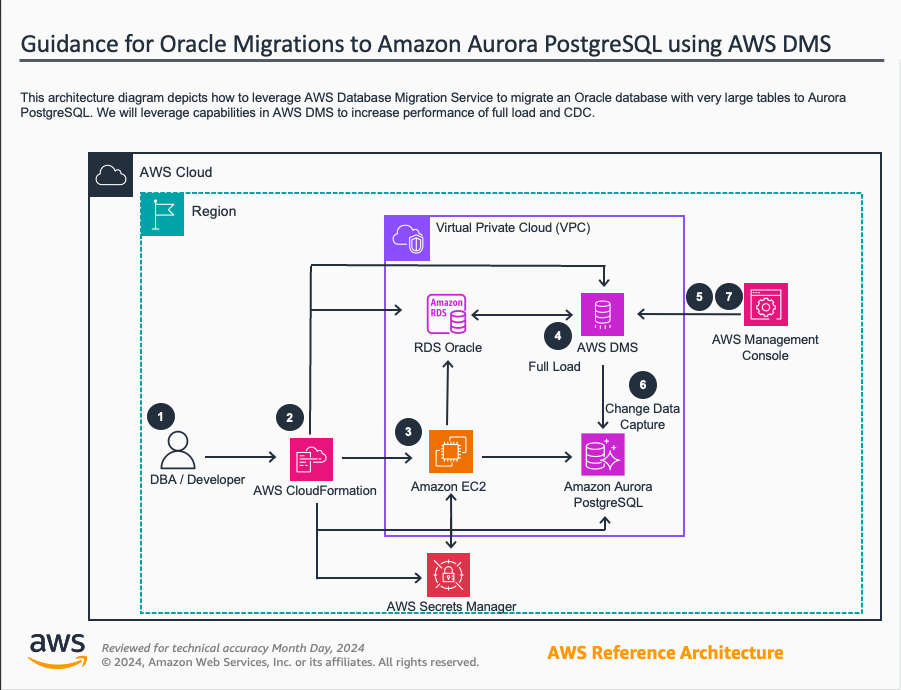 Guidance for Oracle Migrations to Amazon Aurora PostgreSQL using AWS DMS
This architecture diagram depicts how to leverage AWS Database Migration Service to migrate an Oracle database with very large tables to Aurora
PostgreSQL. We will leverage capabilities in AWS DMS to increase performance of full load and CDC.
AWS Cloud
Region
Virtual Private Cloud (VPC)
Amazon
RDS
RDS Oracle
4
Full Load
AWS DMS
5
7
AWS Management
Console
6
Change Data
Capture
1
DBA / Developer
2
AWS CloudFormation
3
Amazon EC2
Amazon Aurora
PostgreSQL
AWS Secrets Manager
aws
Reviewed for technical accuracy Month Day, 2024
© 2024, Amazon Web Services, Inc. or its affiliates. All rights reserved.
AWS Reference Architecture